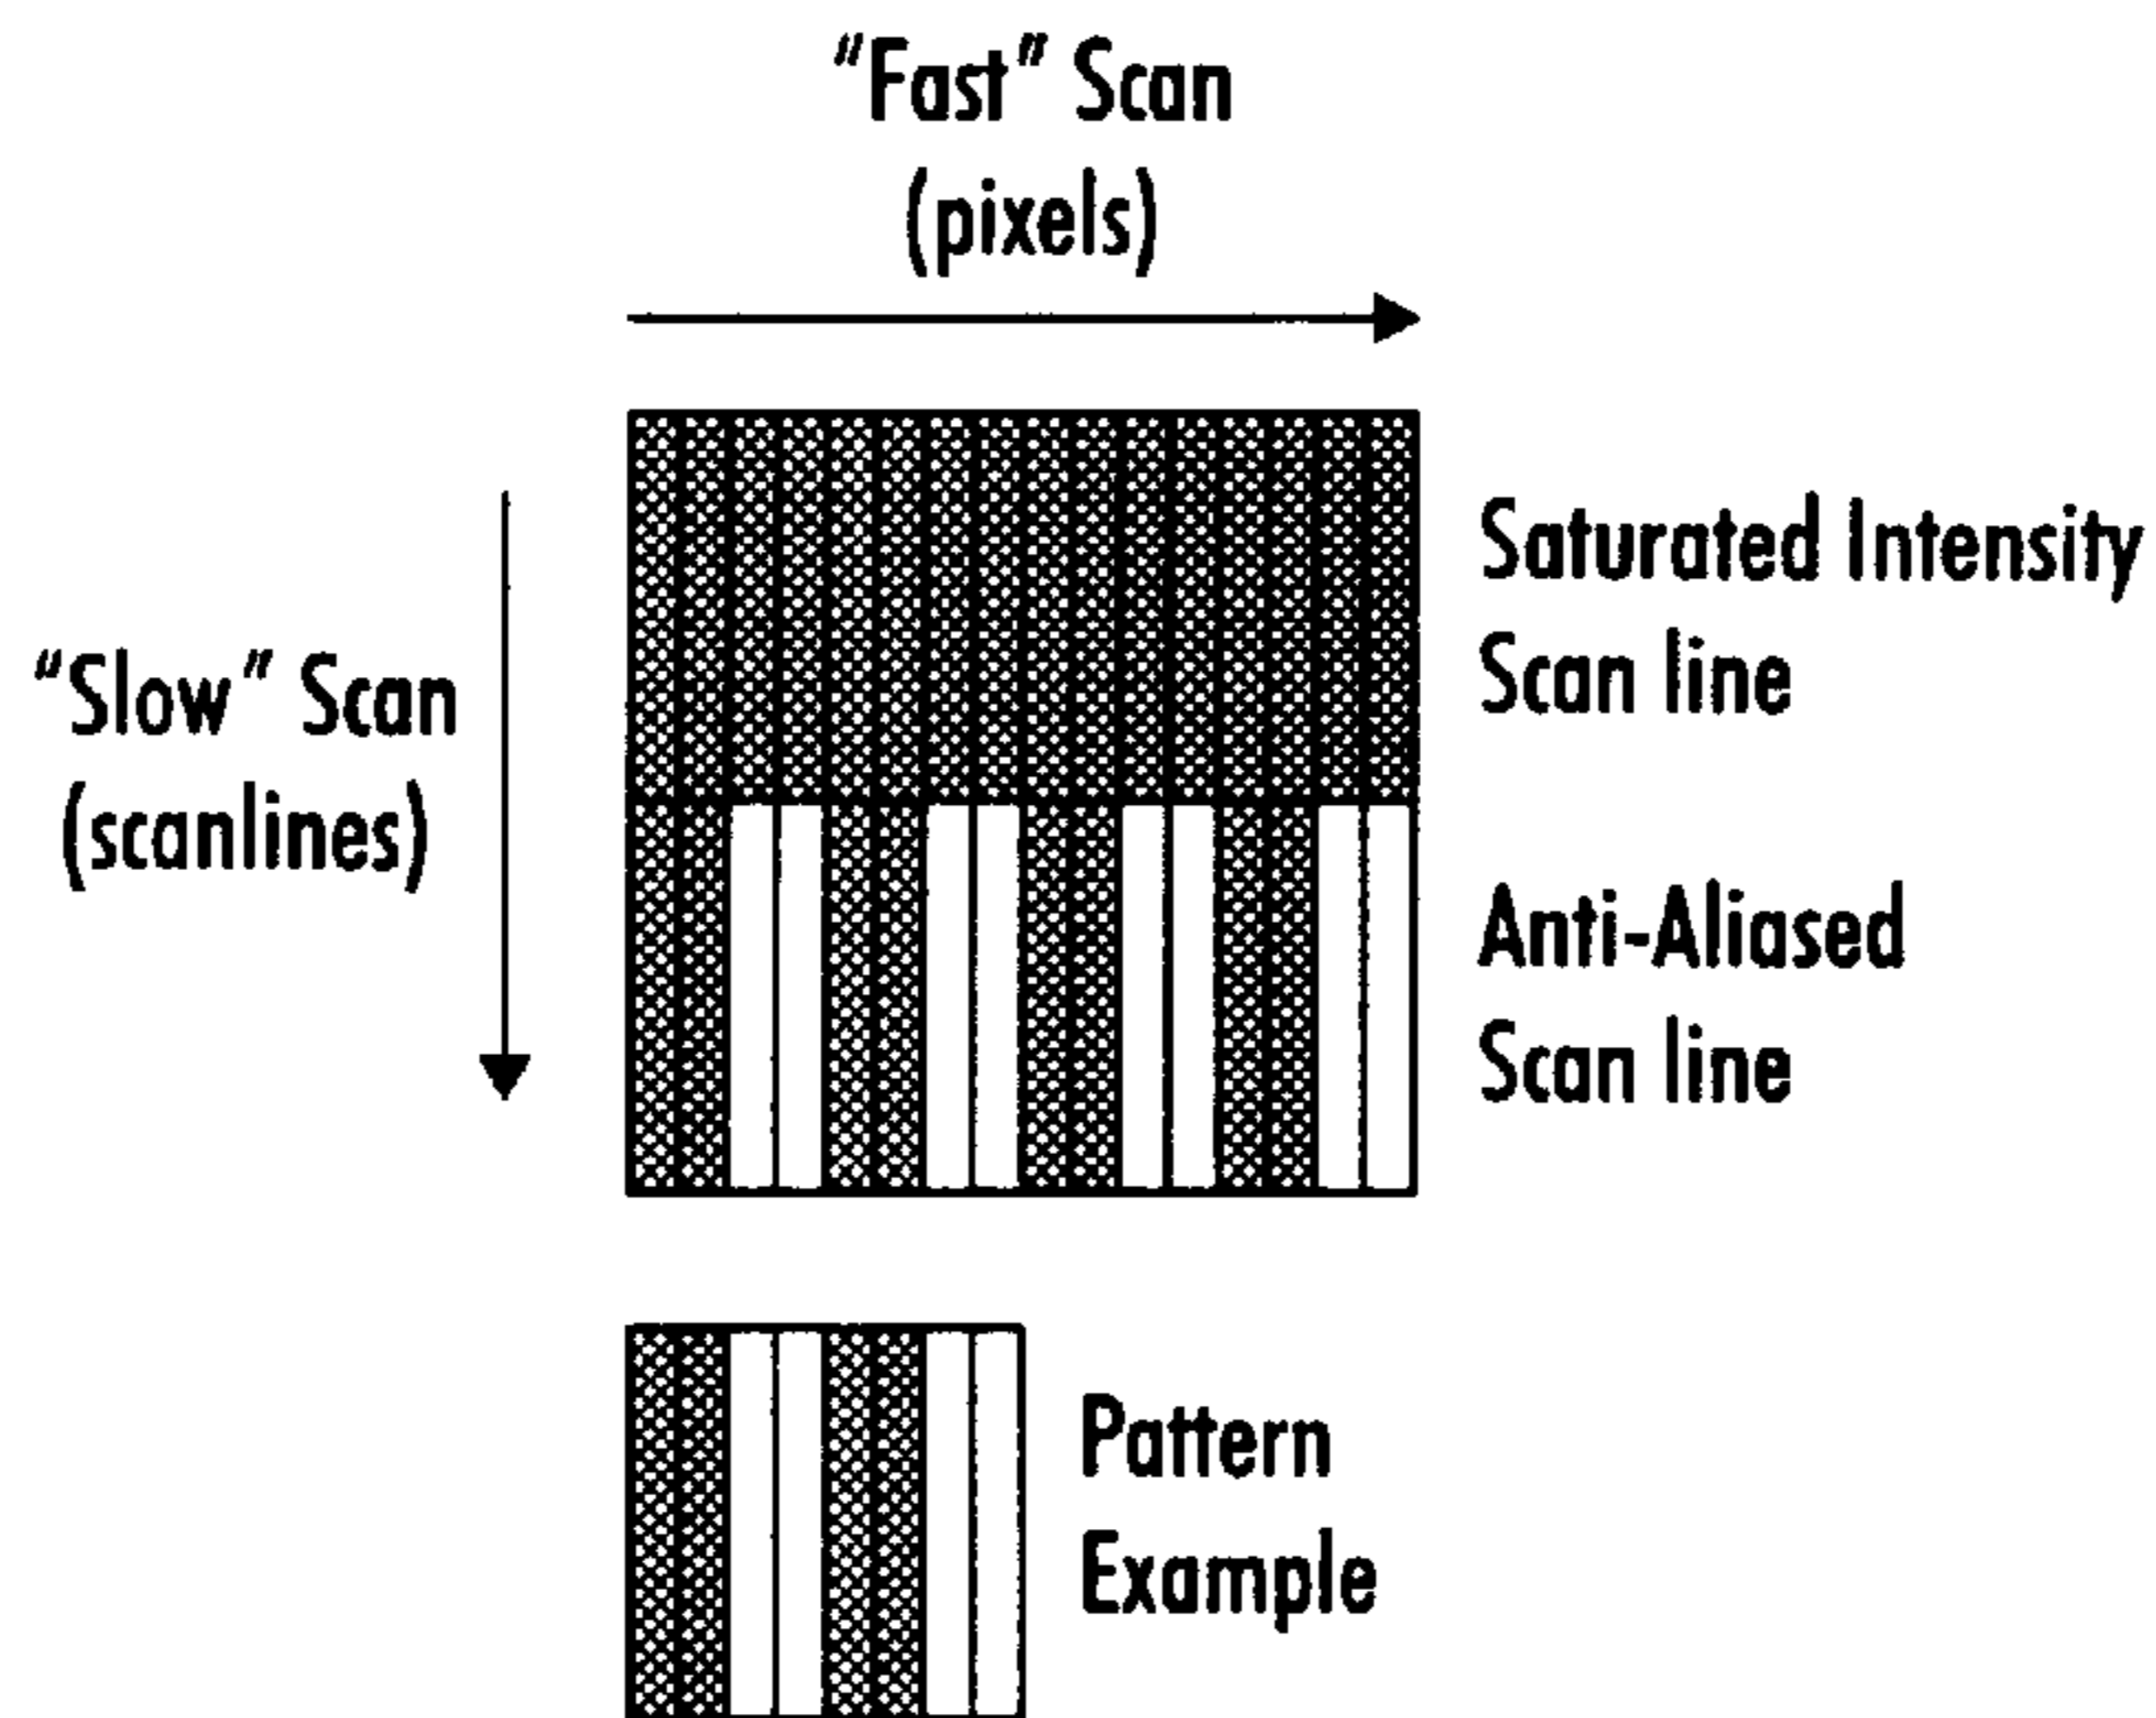 “Fast” Scan
(pixels)
Saturated Intensity
Scan line
“Slow” Scan
(scanlines)
Anti-Aliased
Scan line
Pattern
Example